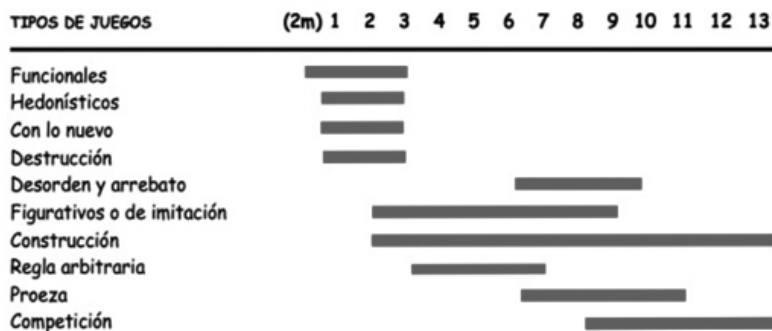 TIPOS DE JUEGOS (2m) 1 2 3 4 5 6 7 8 9 10 11 12 13
Funcionales
Hedonísticos
Con lo nuevo
Destrucción
Desorden y arrebato
Figurativos o de imitación
Construcción
Regla arbitraria
Proeza
Competición